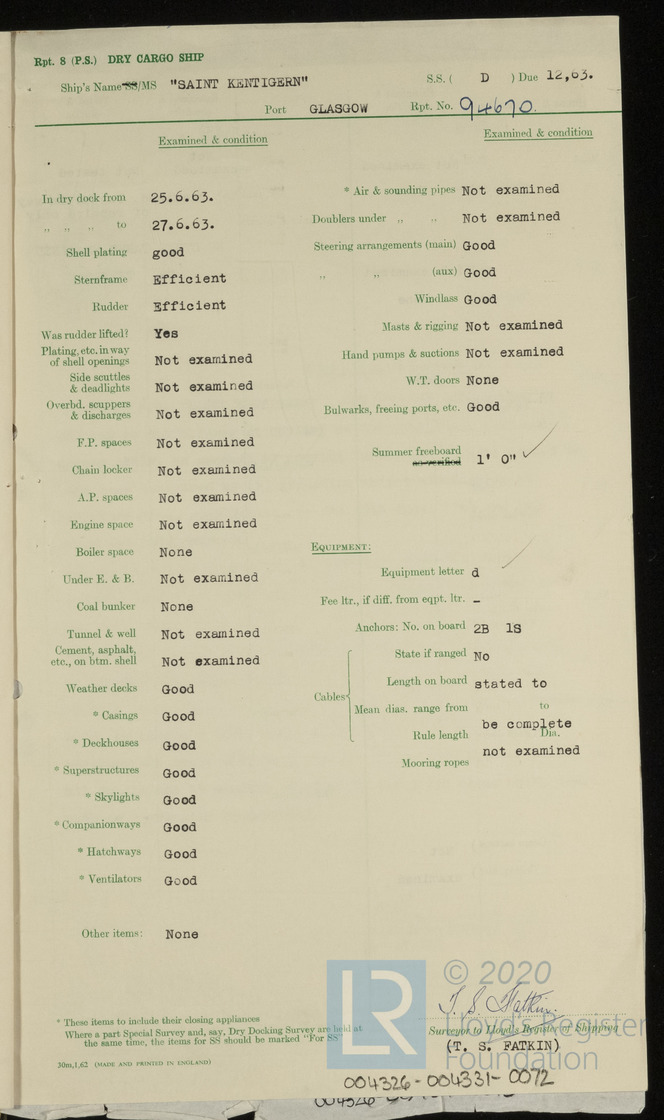 Rpt. 8 (P.S.) DRY CARGO SHIP
Ship's Name SS/MS "SAINT KENTIGERN" S.S. ( D ) Due 12,63.
Port GLASGOW Rpt. No. 94670.
Examined & condition
Examined & condition
In dry dock from 25.6.63.
„ „ „ to 27.6.63.
Shell plating good
Sternframe Efficient
Rudder Efficient
Was rudder lifted? Yes
Plating, etc. in way
of shell openings Not examined
Side scuttles
& deadlights Not examined
Overbd. scuppers
& discharges Not examined
F.P. spaces Not examined
Chain locker Not examined
A.P. spaces Not examined
Engine space Not examined
Boiler space None
Under E. & B. Not examined
Coal bunker None
Tunnel & well Not examined
Cement, asphalt,
etc., on btm. shell Not examined
Weather decks Good
* Casings Good
* Deckhouses Good
* Superstructures Good
* Skylights Good
* Companionways Good
* Hatchways Good
* Ventilators Good
Other items: None
* Air & sounding pipes Not examined
Doublers under „ „ Not examined
Steering arrangements (main) Good
„ „ (aux) Good
Windlass Good
Masts & rigging Not examined
Hand pumps & suctions Not examined
W.T. doors None
Bulwarks, freeing ports, etc. Good
Summer freeboard
as verified 1' 0"
EQUIPMENT:
Equipment letter d
Fee ltr., if diff. from eqpt. ltr. –
Anchors: No. on board 2B 1S
State if ranged No
Length on board stated to
Cables
Mean dias. range from to
be complete
Rule length Dia.
not examined
Mooring ropes
* These items to include their closing appliances
Where a part Special Survey and, say, Dry Docking Survey are held at
the same time, the items for SS should be marked "For SS"
30m,1,62 (MADE AND PRINTED IN ENGLAND)
T. S. Fatkin.
Surveyor to Lloyd's Register of Shipping
(T. S. FATKIN)
LR
© 2020
Lloyd's Register
Foundation
004326-004331-0072